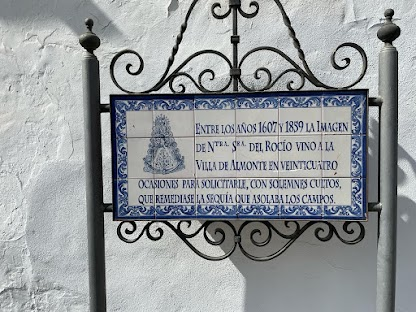 ENTRE LOS AÑOS 1607 Y 1859 LA IMAGEN
DE NTRA. SRA. DEL ROCÍO VINO A LA
VILLA DE ALMONTE EN VEINTICUATRO
OCASIONES PARA SOLICITARLE, CON SOLEMNES CULTOS,
QUE REMEDIASE LA SEQUÍA QUE ASOLABA LOS CAMPOS.